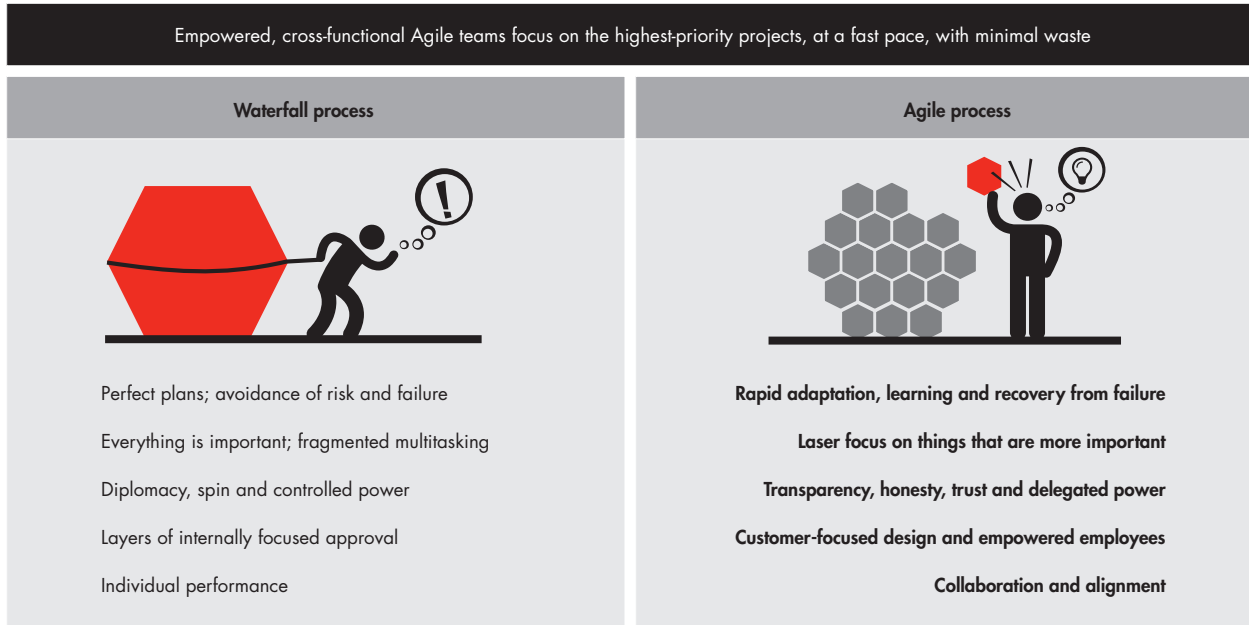 Empowered, cross-functional Agile teams focus on the highest-priority projects, at a fast pace, with minimal waste
Waterfall process
Perfect plans; avoidance of risk and failure
Everything is important; fragmented multitasking
Diplomacy, spin and controlled power
Layers of internally focused approval
Individual performance
Agile process
Rapid adaptation, learning and recovery from failure
Laser focus on things that are more important
Transparency, honesty, trust and delegated power
Customer-focused design and empowered employees
Collaboration and alignment